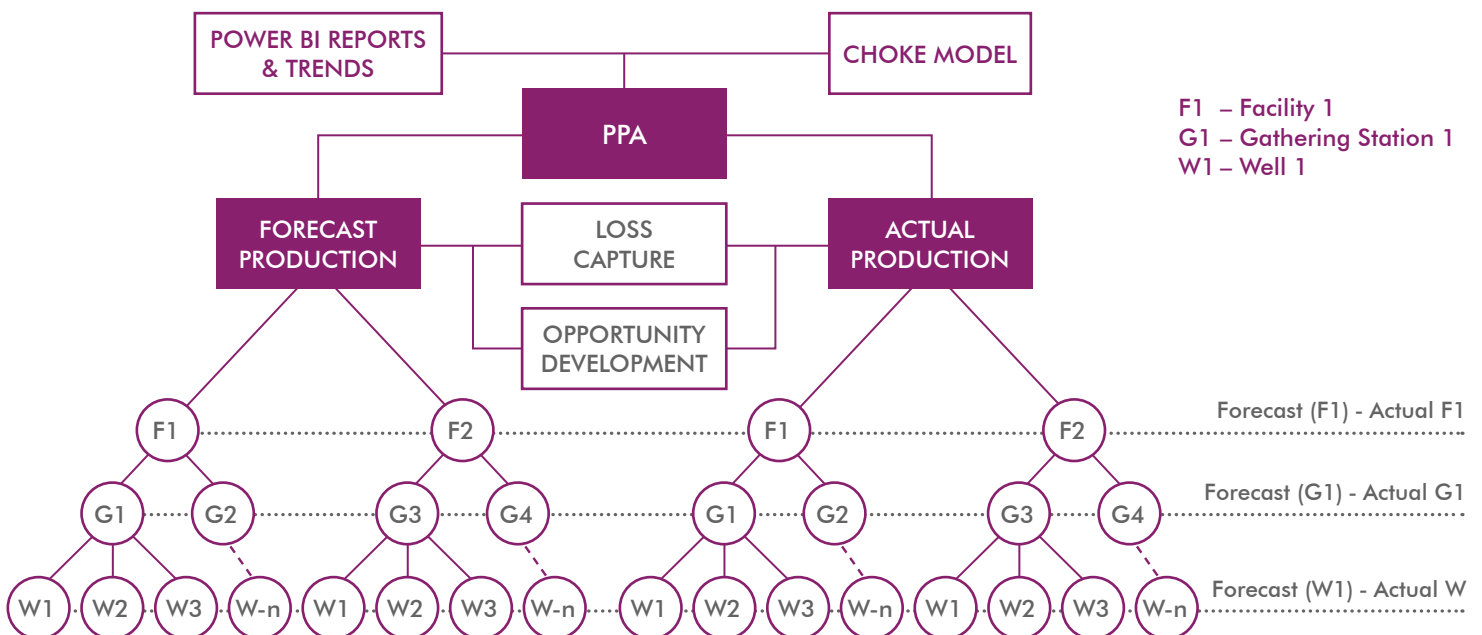 POWER BI REPORTS
& TRENDS
CHOKE MODEL
F1 – Facility 1
G1 – Gathering Station 1
W1 – Well 1
PPA
FORECAST
PRODUCTION
LOSS
CAPTURE
ACTUAL
PRODUCTION
OPPORTUNITY
DEVELOPMENT
F1
F2
F1
F2
Forecast (F1) - Actual F1
G1
G2
G3
G4
G1
G2
G3
G4
Forecast (G1) - Actual G1
W1
W2
W3
W-n
W1
W2
W3
W-n
W1
W2
W3
W-n
W1
W2
W3
W-n
Forecast (W1) - Actual W